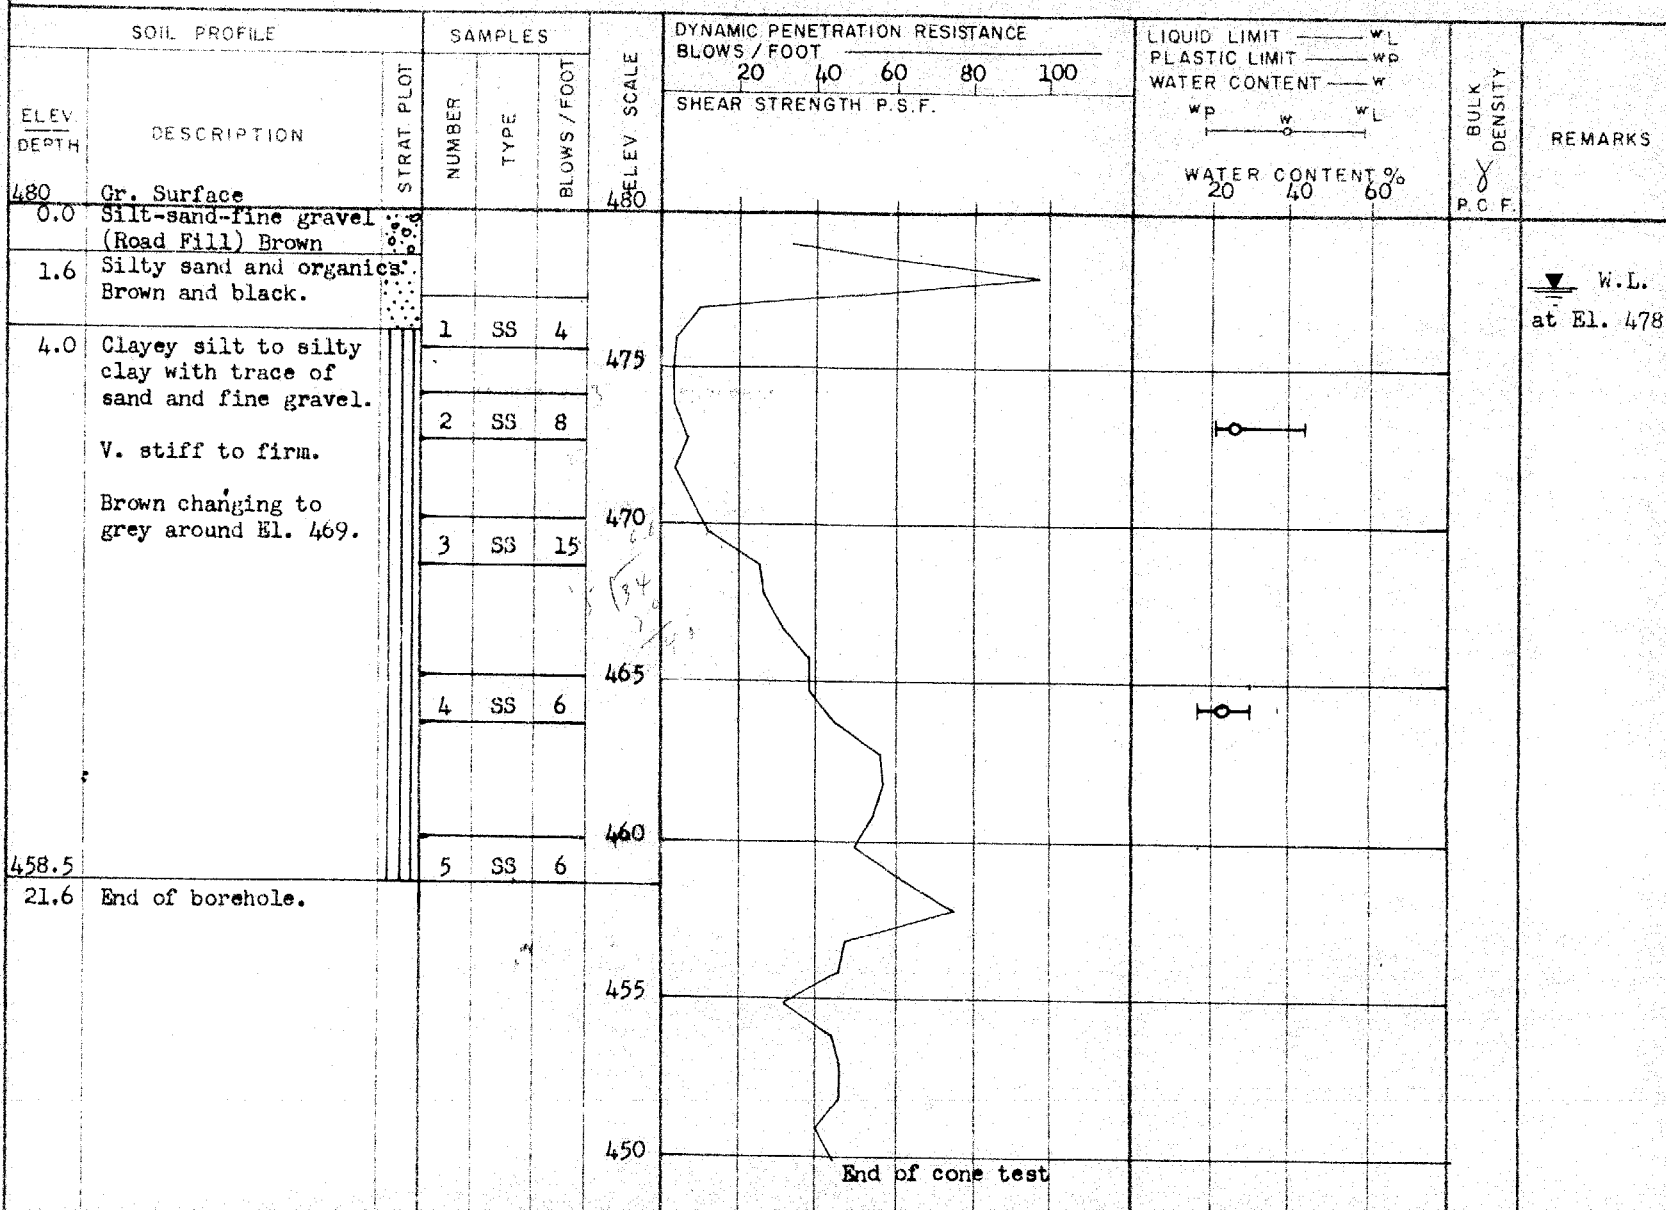 SOIL PROFILE
SAMPLES
ELEV SCALE
DYNAMIC PENETRATION RESISTANCE
BLOWS / FOOT
20 40 60 80 100
SHEAR STRENGTH P.S.F.
LIQUID LIMIT wL
PLASTIC LIMIT wP
WATER CONTENT w
wP w wL
WATER CONTENT %
20 40 60
BULK DENSITY
γ
P.C.F.
REMARKS
ELEV.
DEPTH
DESCRIPTION
STRAT PLOT
NUMBER
TYPE
BLOWS / FOOT
480 Gr. Surface
480
0.0 Silt-sand-fine gravel
(Road Fill) Brown
1.6 Silty sand and organics.
Brown and black.
W.L.
at El. 478
1 SS 4
4.0 Clayey silt to silty
clay with trace of
sand and fine gravel.
475
2 SS 8
V. stiff to firm.
Brown changing to
grey around El. 469.
470
3 SS 15
34
465
4 SS 6
460
458.5
5 SS 6
21.6 End of borehole.
455
450
End of cone test